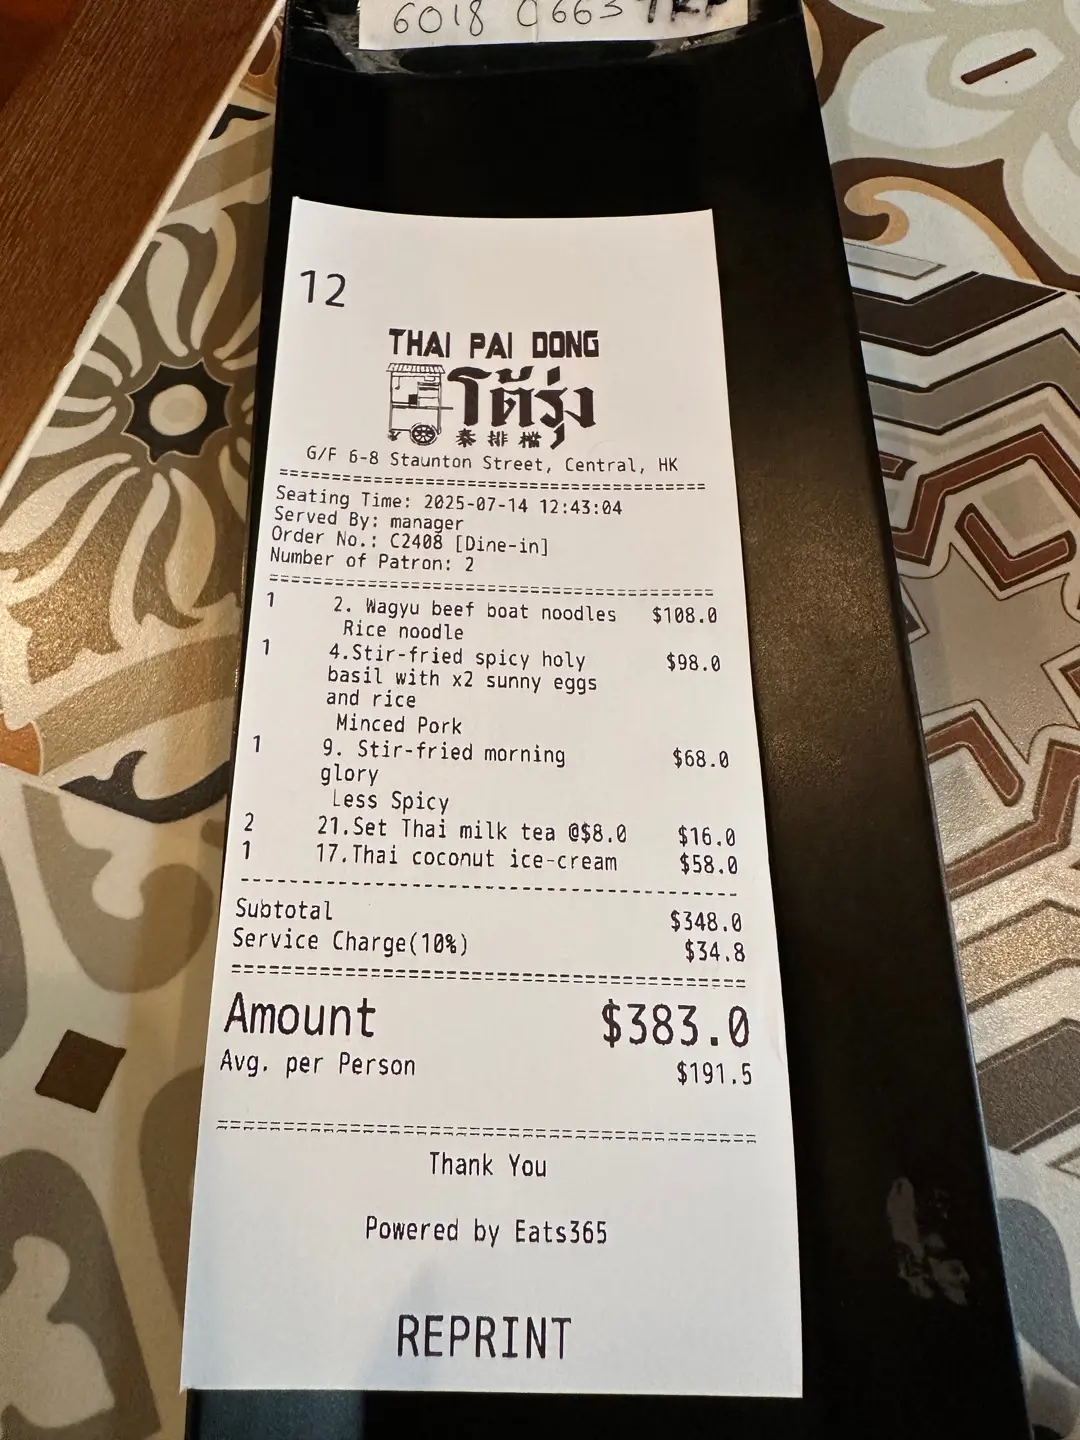 6018 0663
12
THAI PAI DONG
โต้รุ่ง
泰排檔
G/F 6-8 Staunton Street, Central, HK
Seating Time: 2025-07-14 12:43:04
Served By: manager
Order No.: C2408 [Dine-in]
Number of Patron: 2
1 2. Wagyu beef boat noodles $108.0
Rice noodle
1 4.Stir-fried spicy holy $98.0
basil with x2 sunny eggs
and rice
Minced Pork
1 9. Stir-fried morning $68.0
glory
Less Spicy
2 21.Set Thai milk tea @$8.0 $16.0
1 17.Thai coconut ice-cream $58.0
Subtotal $348.0
Service Charge(10%) $34.8
Amount $383.0
Avg. per Person $191.5
Thank You
Powered by Eats365
REPRINT